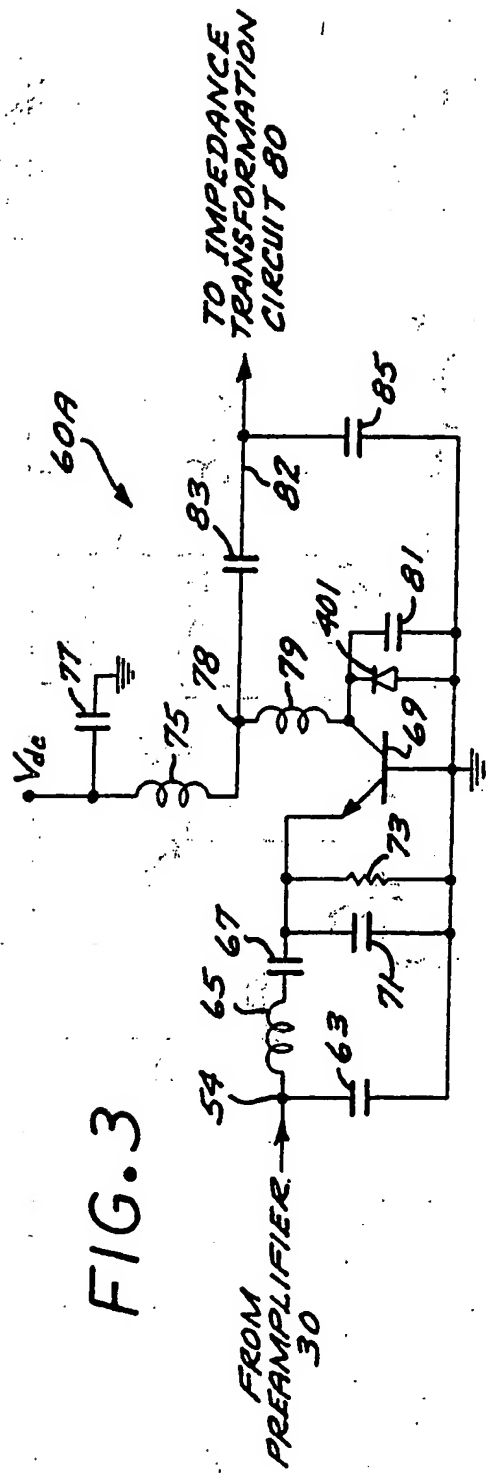 FIG. 3
60A
Vdc
77
75
78
83
82
TO IMPEDANCE
TRANSFORMATION
CIRCUIT 80
79
401
81
85
69
73
71
67
65
63
54
FROM
PREAMPLIFIER
30